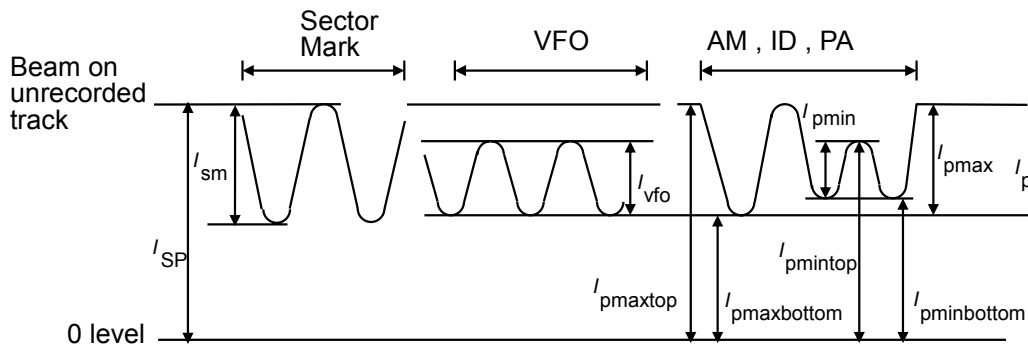 Sector
Mark
VFO
AM , ID , PA
Beam on
unrecorded
track
I sm
I SP
I vfo
I pmin
I pmax
I p
I pmintop
I pmaxtop
I pmaxbottom
I pminbottom
0 level